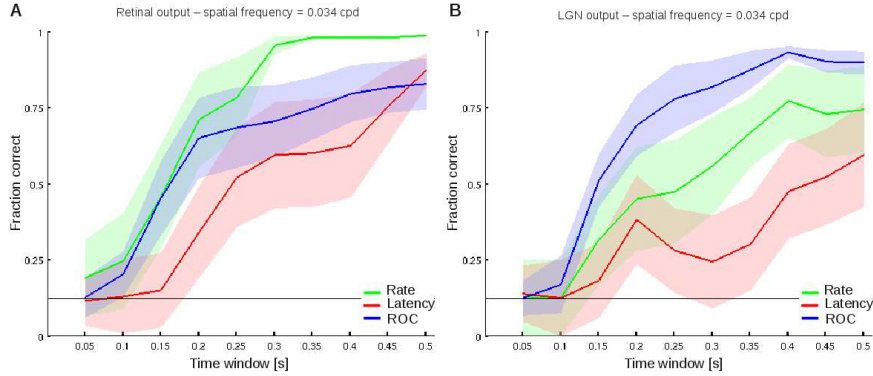 A
Retinal output – spatial frequency = 0.034 cpd
1
0.75
0.5
0.25
0
Fraction correct
Rate
Latency
ROC
0.05 0.1 0.15 0.2 0.25 0.3 0.35 0.4 0.45 0.5
Time window [s]
B
LGN output – spatial frequency = 0.034 cpd
1
0.75
0.5
0.25
0
Fraction correct
Rate
Latency
ROC
0.05 0.1 0.15 0.2 0.25 0.3 0.35 0.4 0.45 0.5
Time window [s]